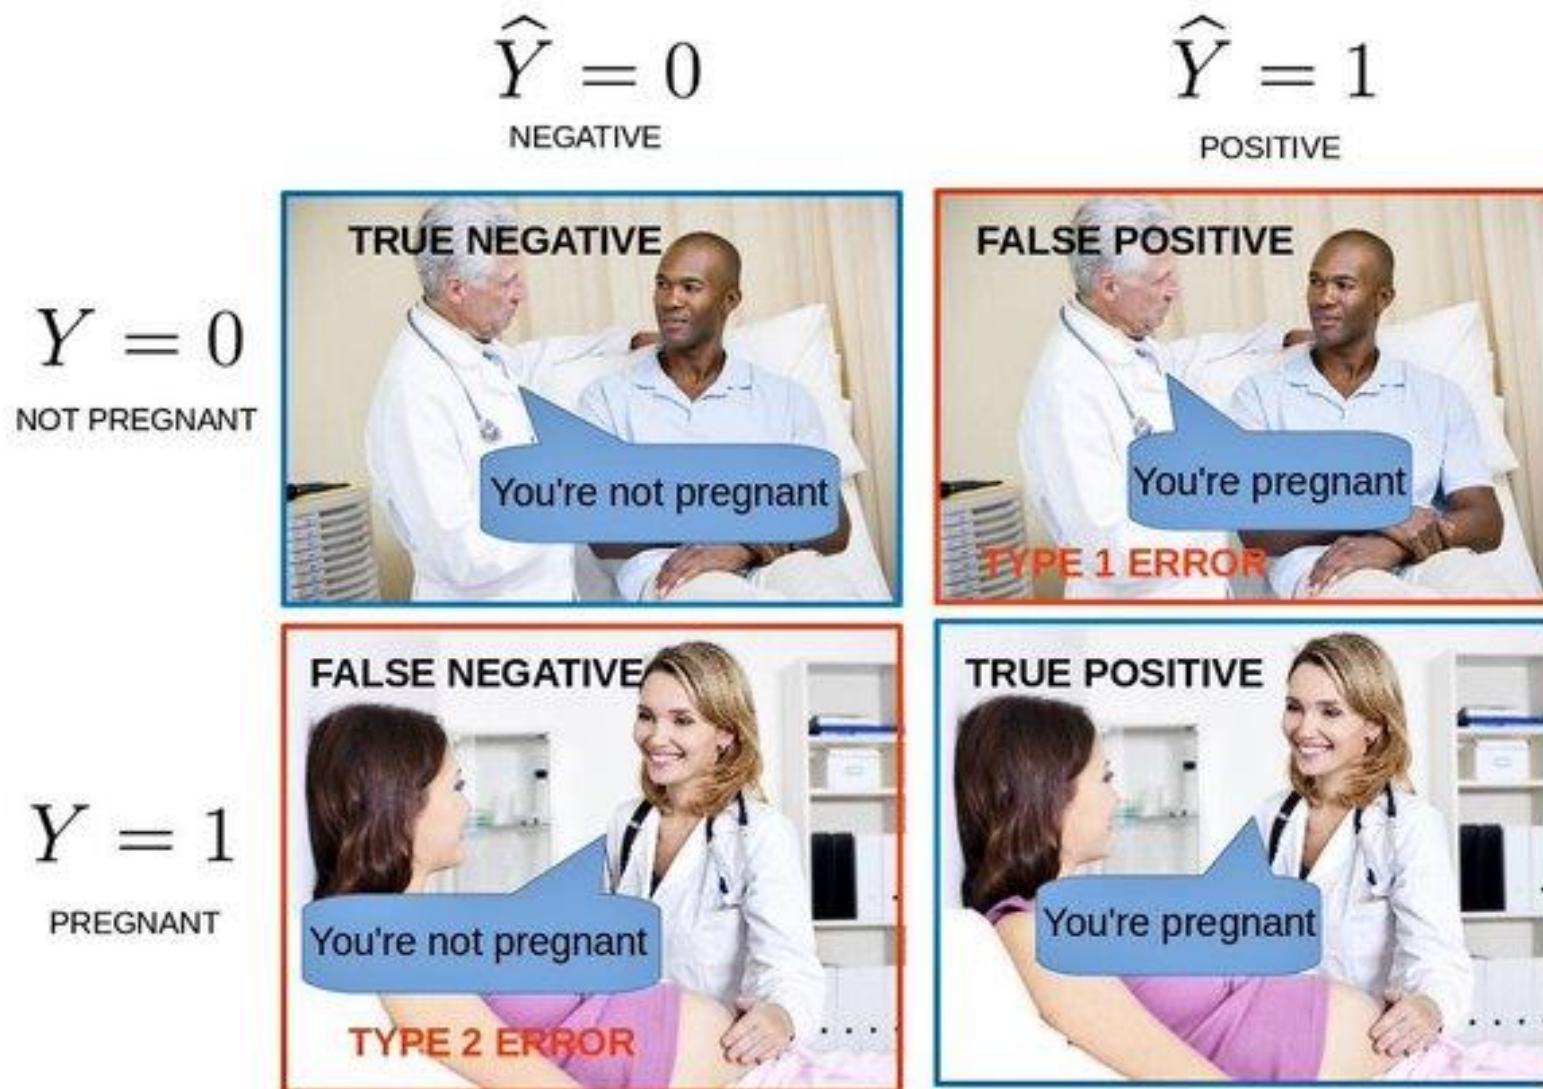 Ŷ = 0
NEGATIVE
Ŷ = 1
POSITIVE
Y = 0
NOT PREGNANT
TRUE NEGATIVE
You're not pregnant
FALSE POSITIVE
You're pregnant
TYPE 1 ERROR
Y = 1
PREGNANT
FALSE NEGATIVE
You're not pregnant
TYPE 2 ERROR
TRUE POSITIVE
You're pregnant